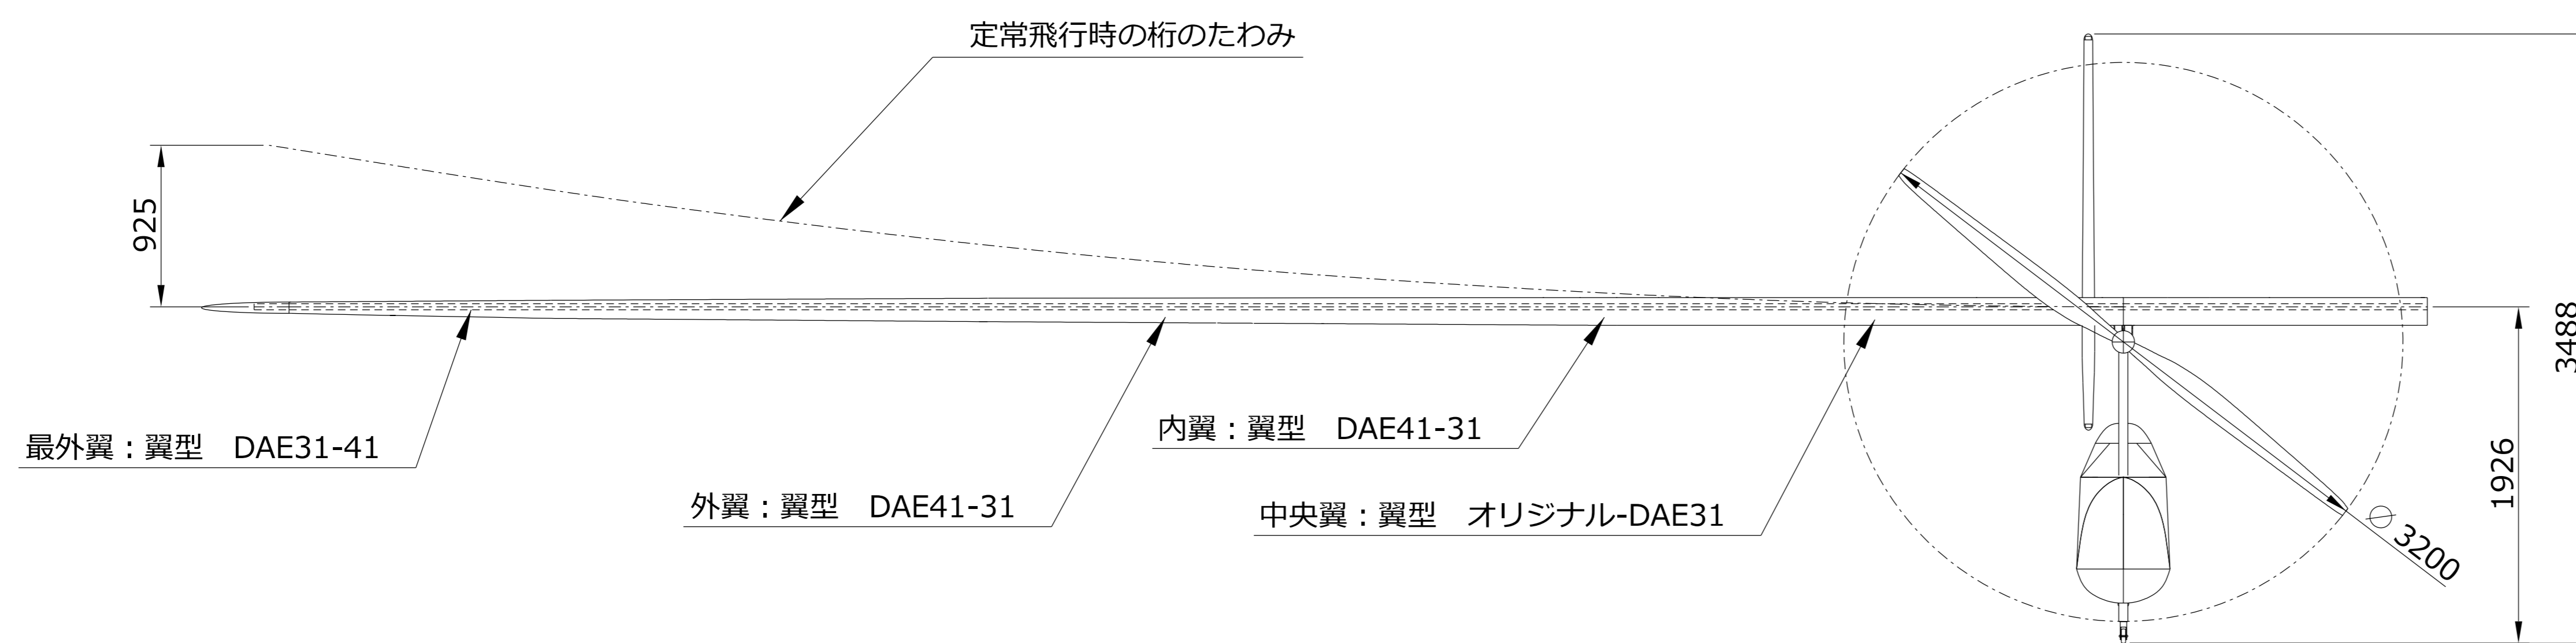 定常飛行時の桁のたわみ
925
3488
最外翼：翼型　DAE31-41
内翼：翼型　DAE41-31
1926
外翼：翼型　DAE41-31
中央翼：翼型　オリジナル-DAE31
∅ 3200